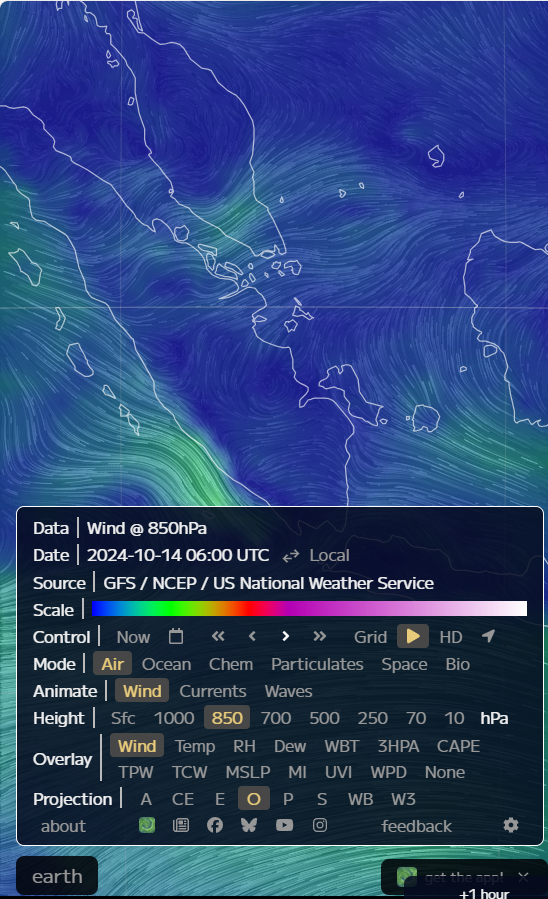 Data | Wind @ 850hPa
Date | 2024-10-14 06:00 UTC Local
Source | GFS / NCEP / US National Weather Service
Scale |
Control | Now Grid HD
Mode | Air Ocean Chem Particulates Space Bio
Animate | Wind Currents Waves
Height | Sfc 1000 850 700 500 250 70 10 hPa
Overlay | Wind Temp RH Dew WBT 3HPA CAPE
TPW TCW MSLP MI UVI WPD None
Projection | A CE E O P S WB W3
about feedback
earth
get the app!
+1 hour